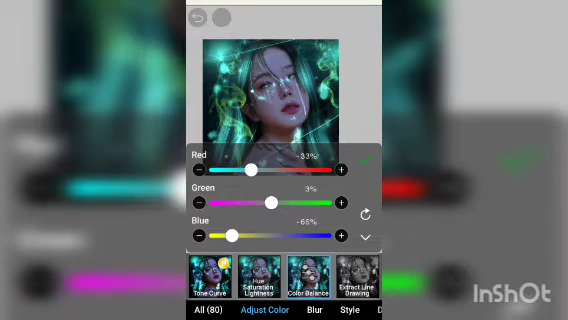 Red
-33%
Green
3%
Blue
-66%
Tone Curve
Hue
Saturation
Lightness
Color Balance
Extract Line
Drawing
All (80)
Adjust Color
Blur
Style
D
InShOt